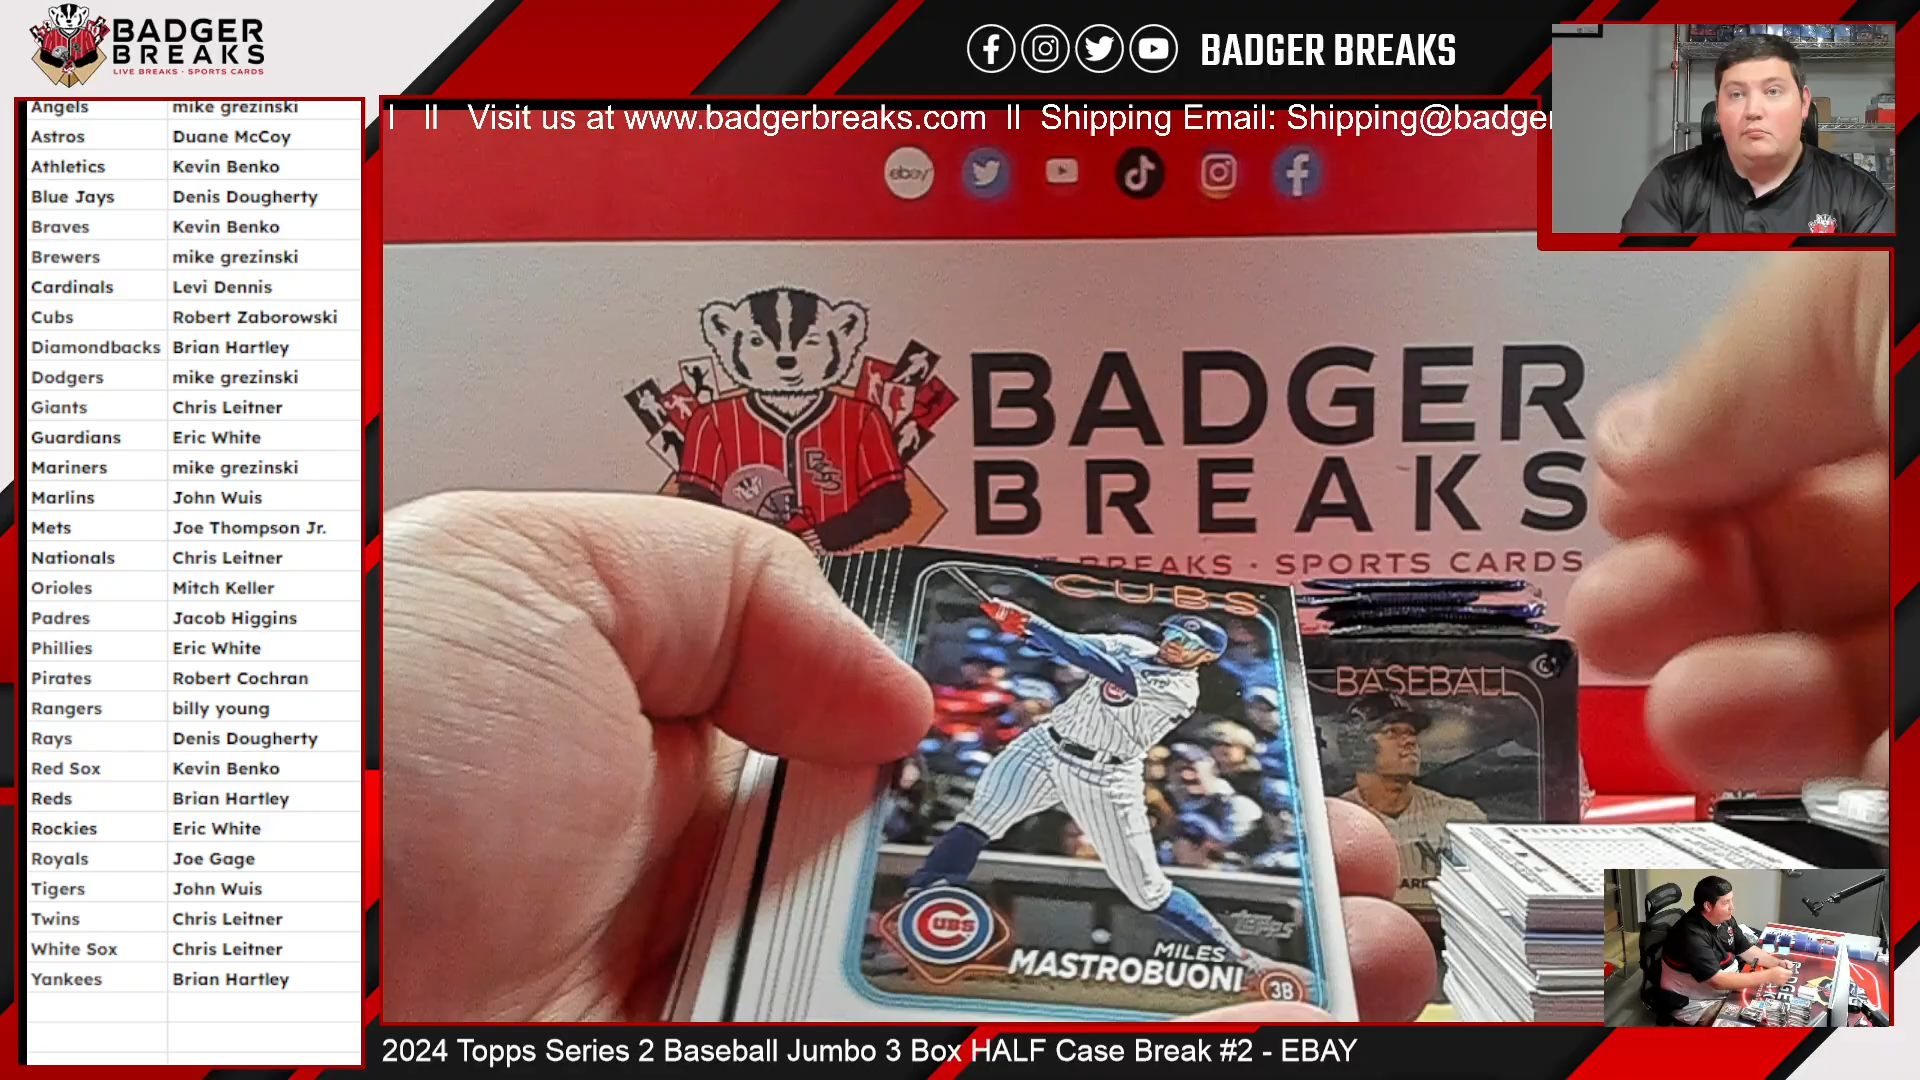 BADGER
BREAKS
LIVE BREAKS · SPORTS CARDS
BADGER BREAKS
Visit us at www.badgerbreaks.com II Shipping Email: Shipping@badge
ebay
Angels mike grezinski
Astros Duane McCoy
Athletics Kevin Benko
Blue Jays Denis Dougherty
Braves Kevin Benko
Brewers mike grezinski
Cardinals Levi Dennis
Cubs Robert Zaborowski
Diamondbacks Brian Hartley
Dodgers mike grezinski
Giants Chris Leitner
Guardians Eric White
Mariners mike grezinski
Marlins John Wuis
Mets Joe Thompson Jr.
Nationals Chris Leitner
Orioles Mitch Keller
Padres Jacob Higgins
Phillies Eric White
Pirates Robert Cochran
Rangers billy young
Rays Denis Dougherty
Red Sox Kevin Benko
Reds Brian Hartley
Rockies Eric White
Royals Joe Gage
Tigers John Wuis
Twins Chris Leitner
White Sox Chris Leitner
Yankees Brian Hartley
BADGER
BREAKS
BREAKS · SPORTS CARDS
CUBS
BASEBALL
CUBS
topps
MILES
MASTROBUONI
3B
2024 Topps Series 2 Baseball Jumbo 3 Box HALF Case Break #2 - EBAY